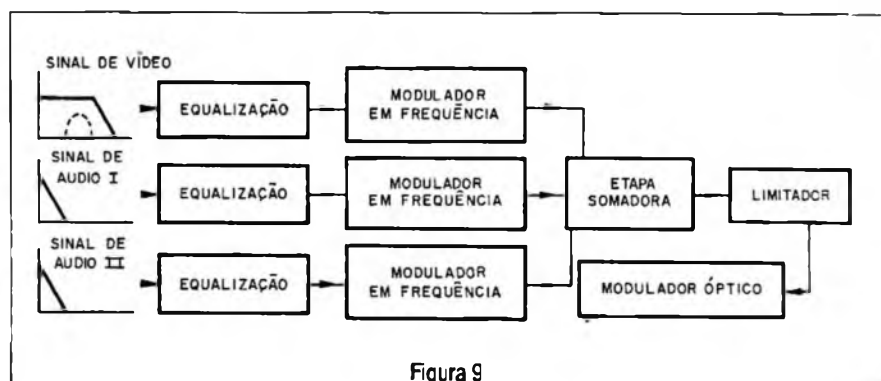 SINAL DE VÍDEO
EQUALIZAÇÃO
MODULADOR
EM FREQUÊNCIA
SINAL DE
AUDIO I
EQUALIZAÇÃO
MODULADOR
EM FREQUÊNCIA
ETAPA
SOMADORA
LIMITADOR
SINAL DE
AUDIO II
EQUALIZAÇÃO
MODULADOR
EM FREQUÊNCIA
MODULADOR ÓPTICO
Figura 9